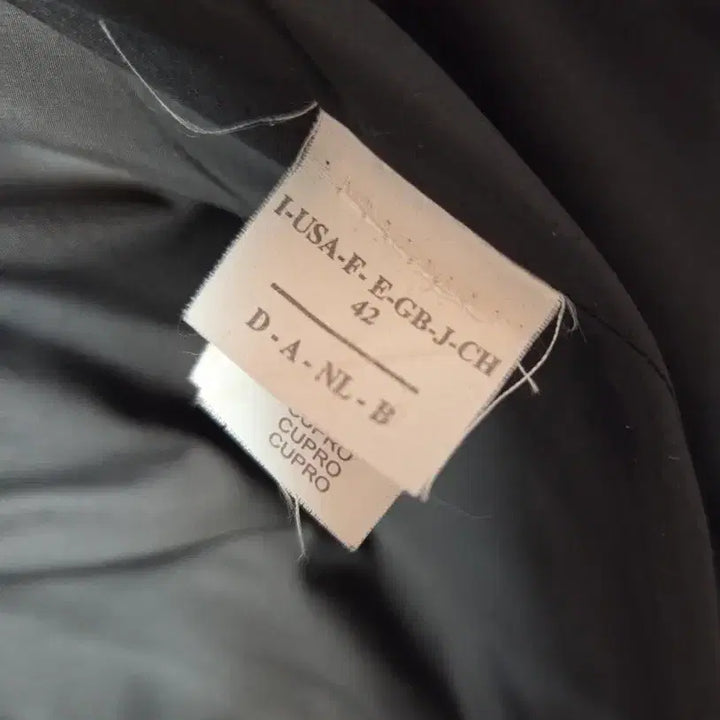 I-USA-F- E-GB-J-CH
42
D - A - NL - B
CUPRO
CUPRO
CUPRO